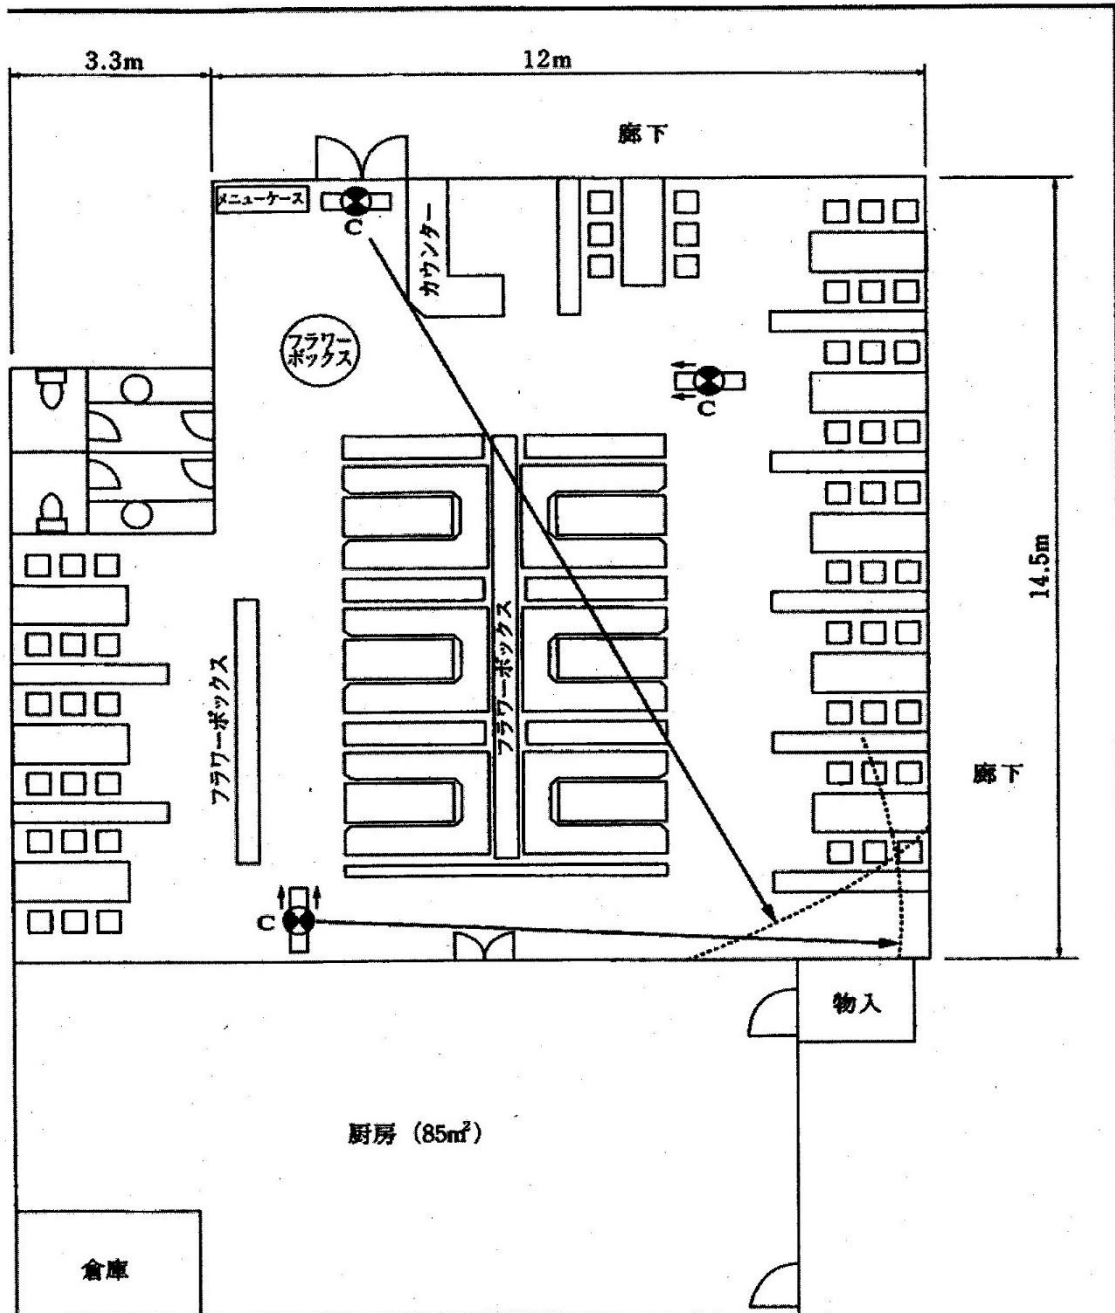 3.3m
12m
廊下
メニューケース
C
カウンター
フラワー
ボックス
C
14.5m
フラワーボックス
フラワーボックス
廊下
C
物入
厨房 (85㎡)
倉庫